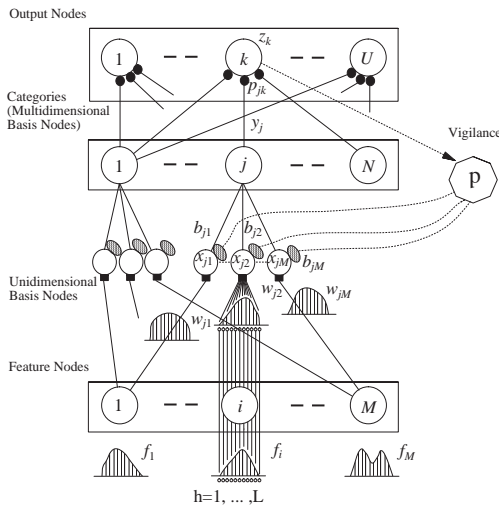 Output Nodes
z_k
1 k U
p_jk
Categories
(Multidimensional
Basis Nodes)
y_j
Vigilance
1 j N
p
b_j1 b_j2
x_j1 x_j2 x_jM b_jM
Unidimensional
Basis Nodes
w_j1 w_j2 w_jM
Feature Nodes
1 i M
f_1 f_i f_M
h=1, ... ,L